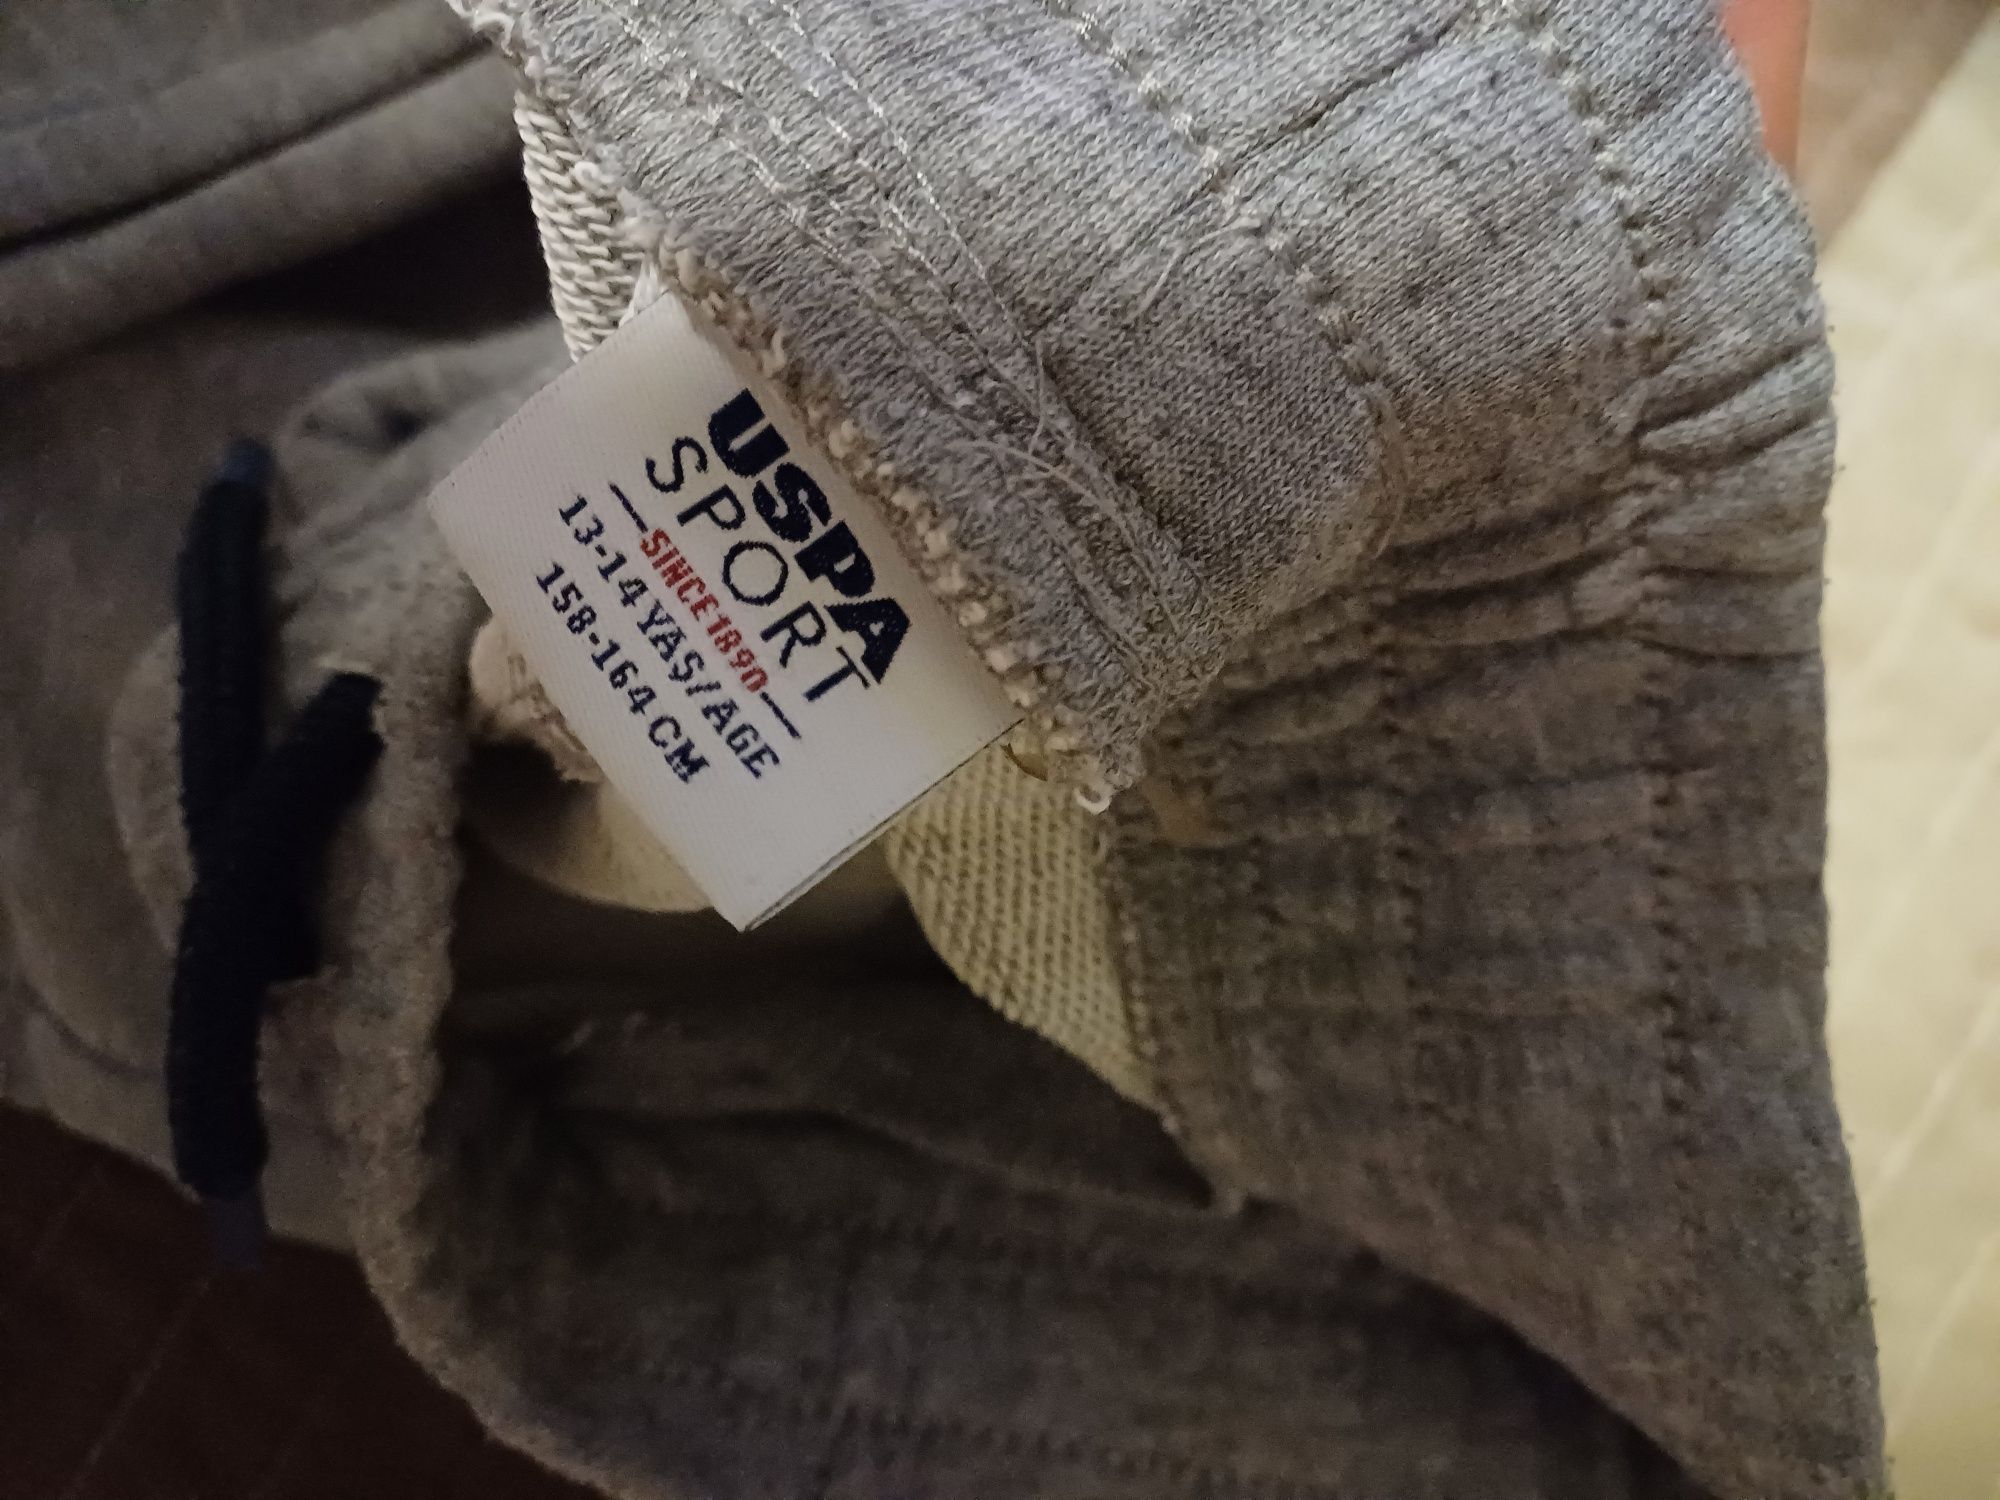 USPA
SPORT
SINCE 1890
13-14 YAŞ/AGE
158-164 CM